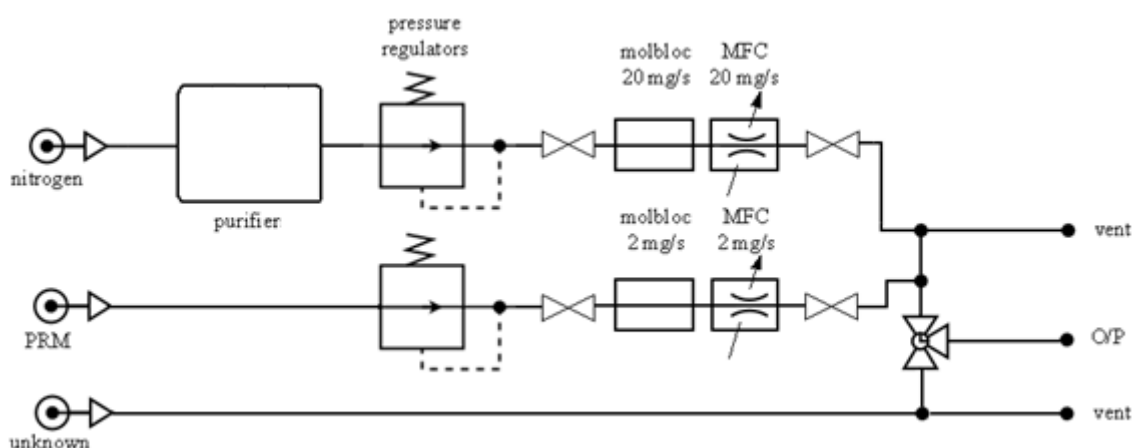 pressure
regulators
molbloc
20 mg/s
MFC
20 mg/s
nitrogen
purifier
molbloc
2 mg/s
MFC
2 mg/s
vent
PRM
O/P
unknown
vent